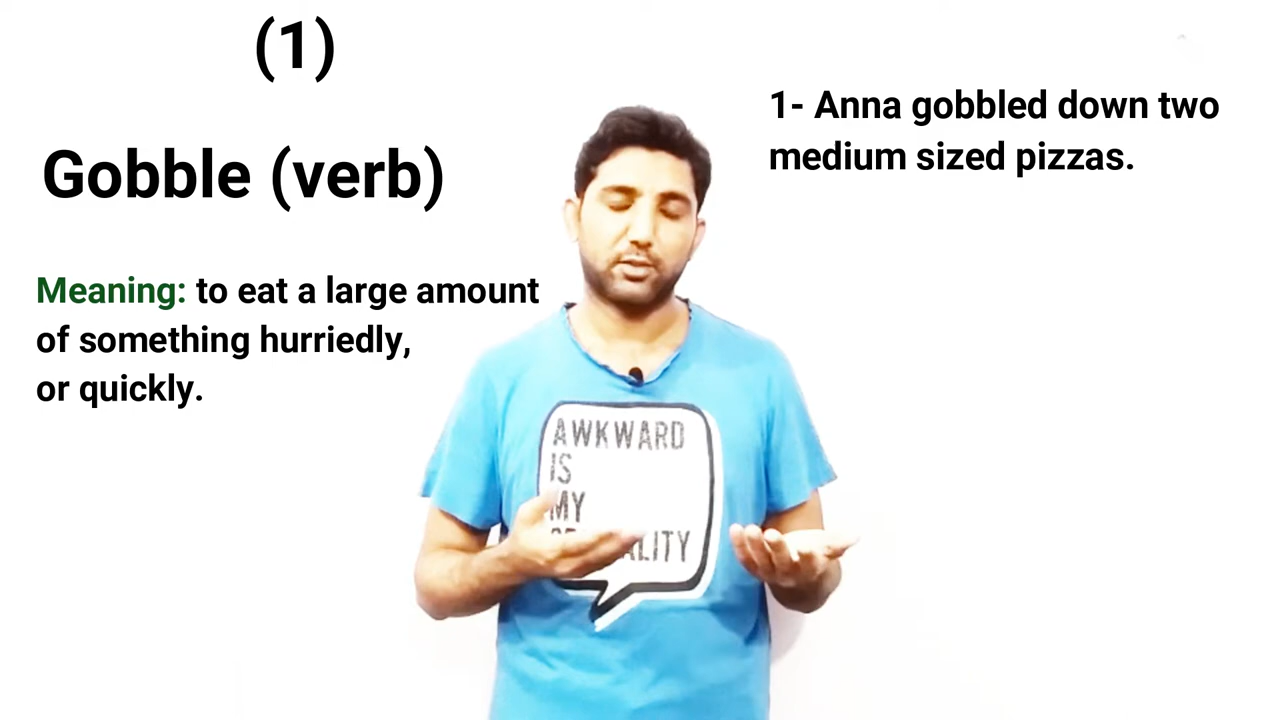 (1)
Gobble (verb)
Meaning: to eat a large amount
of something hurriedly,
or quickly.
1- Anna gobbled down two
medium sized pizzas.
AWKWARD
IS
MY